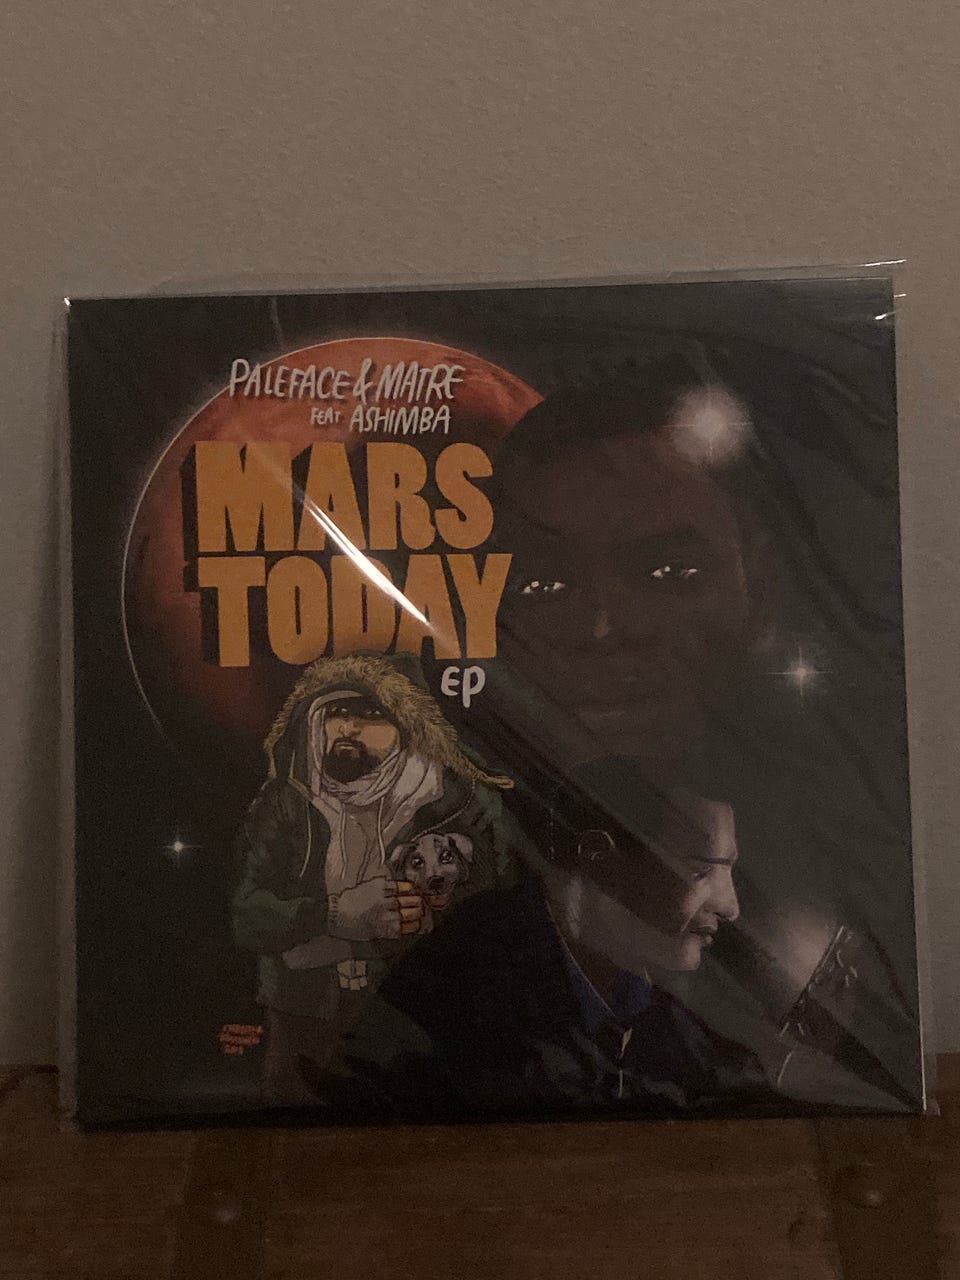 PALEFACE & MATRE
FEAT ASHIMBA
MARS
TODAY
EP